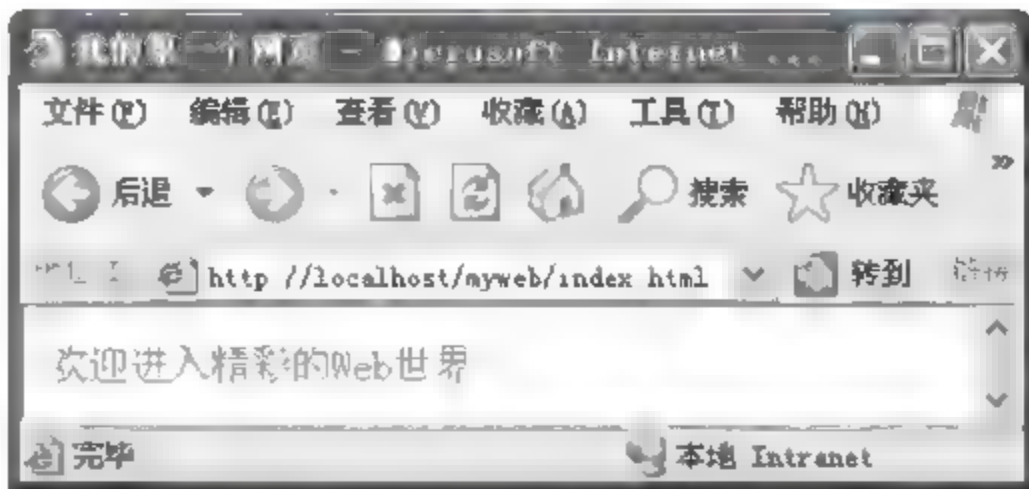 我的第一个网页 - Microsoft Internet ...
文件(F) 编辑(E) 查看(V) 收藏(A) 工具(T) 帮助(H)
后退 搜索 收藏夹 »
http //localhost/myweb/index html 转到
欢迎进入精彩的Web世界
完毕 本地 Intranet